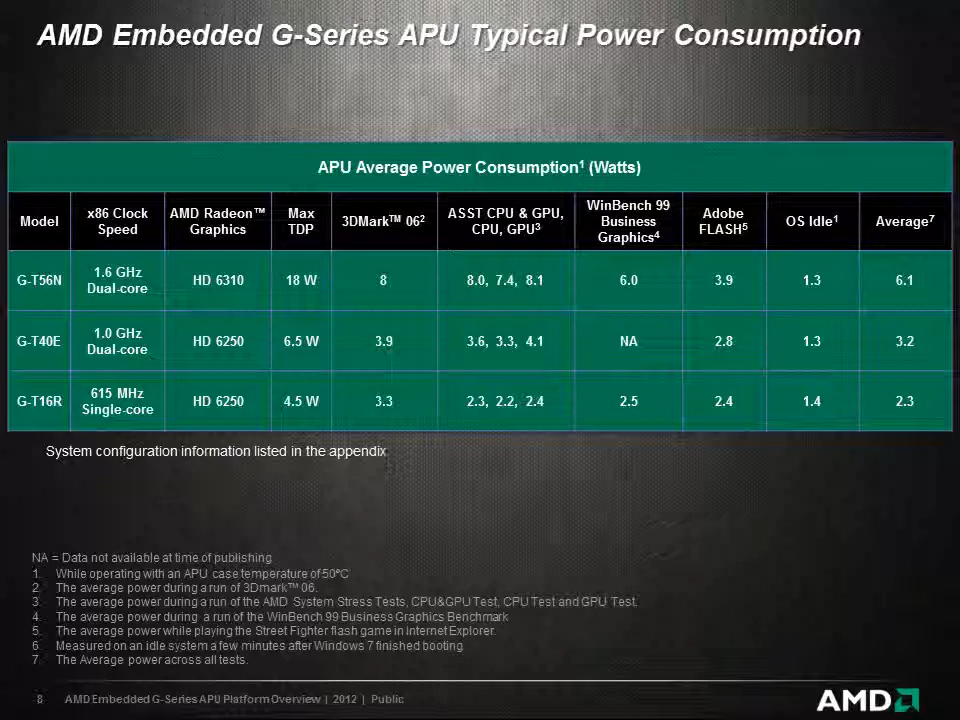 AMD Embedded G-Series APU Typical Power Consumption
APU Average Power Consumption1 (Watts)
Model x86 Clock Speed AMD Radeon™ Graphics Max TDP 3DMark™ 062 ASST CPU & GPU, CPU, GPU3 WinBench 99 Business Graphics4 Adobe FLASH5 OS Idle1 Average7
G-T56N 1.6 GHz Dual-core HD 6310 18 W 8 8.0, 7.4, 8.1 6.0 3.9 1.3 6.1
G-T40E 1.0 GHz Dual-core HD 6250 6.5 W 3.9 3.6, 3.3, 4.1 NA 2.8 1.3 3.2
G-T16R 615 MHz Single-core HD 6250 4.5 W 3.3 2.3, 2.2, 2.4 2.5 2.4 1.4 2.3
System configuration information listed in the appendix
NA = Data not available at time of publishing
1. While operating with an APU case temperature of 50°C
2. The average power during a run of 3Dmark™ 06.
3. The average power during a run of the AMD System Stress Tests, CPU&GPU Test, CPU Test and GPU Test.
4. The average power during a run of the WinBench 99 Business Graphics Benchmark
5. The average power while playing the Street Fighter flash game in Internet Explorer.
6. Measured on an idle system a few minutes after Windows 7 finished booting
7. The Average power across all tests.
8 AMD Embedded G-Series APU Platform Overview | 2012 | Public
AMD